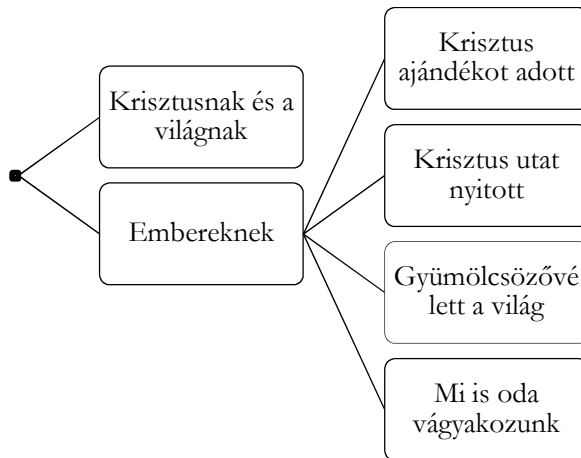 Krisztusnak és a
világnak
Embereknek
Krisztus
ajándékot adott
Krisztus utat
nyitott
Gyümölcsözővé
lett a világ
Mi is oda
vágyakozunk